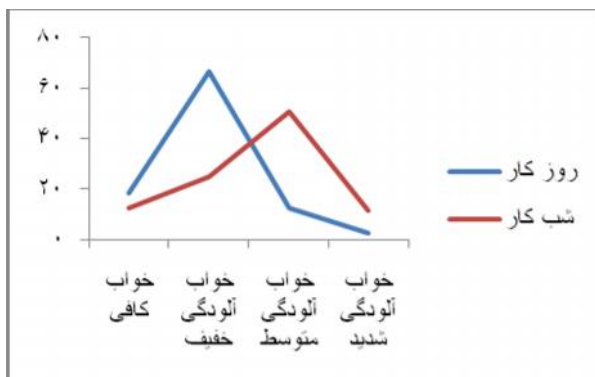 ۸۰
۶۰
۴۰
۲۰
۰
خواب
کافی
خواب
آلودگی
خفیف
خواب
آلودگی
متوسط
خواب
آلودگی
شدید
روز کار
شب کار